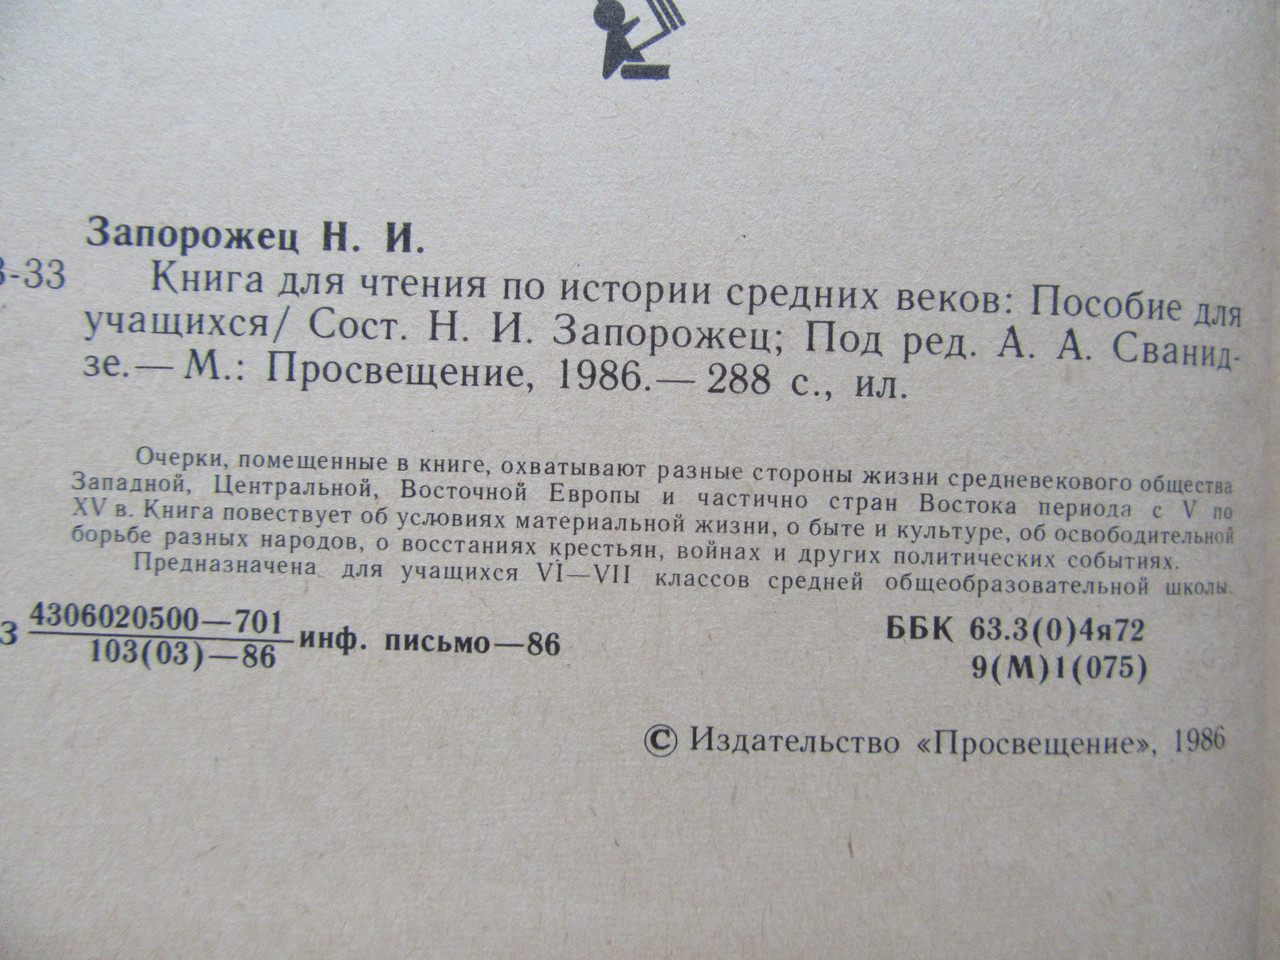 Запорожец Н. И.
З-33 Книга для чтения по истории средних веков: Пособие для
учащихся/ Сост. Н. И. Запорожец; Под ред. А. А. Сванид-
зе.— М.: Просвещение, 1986.— 288 с., ил.
Очерки, помещенные в книге, охватывают разные стороны жизни средневекового общества
Западной, Центральной, Восточной Европы и частично стран Востока периода с V по
XV в. Книга повествует об условиях материальной жизни, о быте и культуре, об освободительной
борьбе разных народов, о восстаниях крестьян, войнах и других политических событиях.
Предназначена для учащихся VI—VII классов средней общеобразовательной школы.
З 4306020500—701
103(03)—86 инф. письмо—86
ББК 63.3(0)4я72
9(М)1(075)
© Издательство «Просвещение», 1986